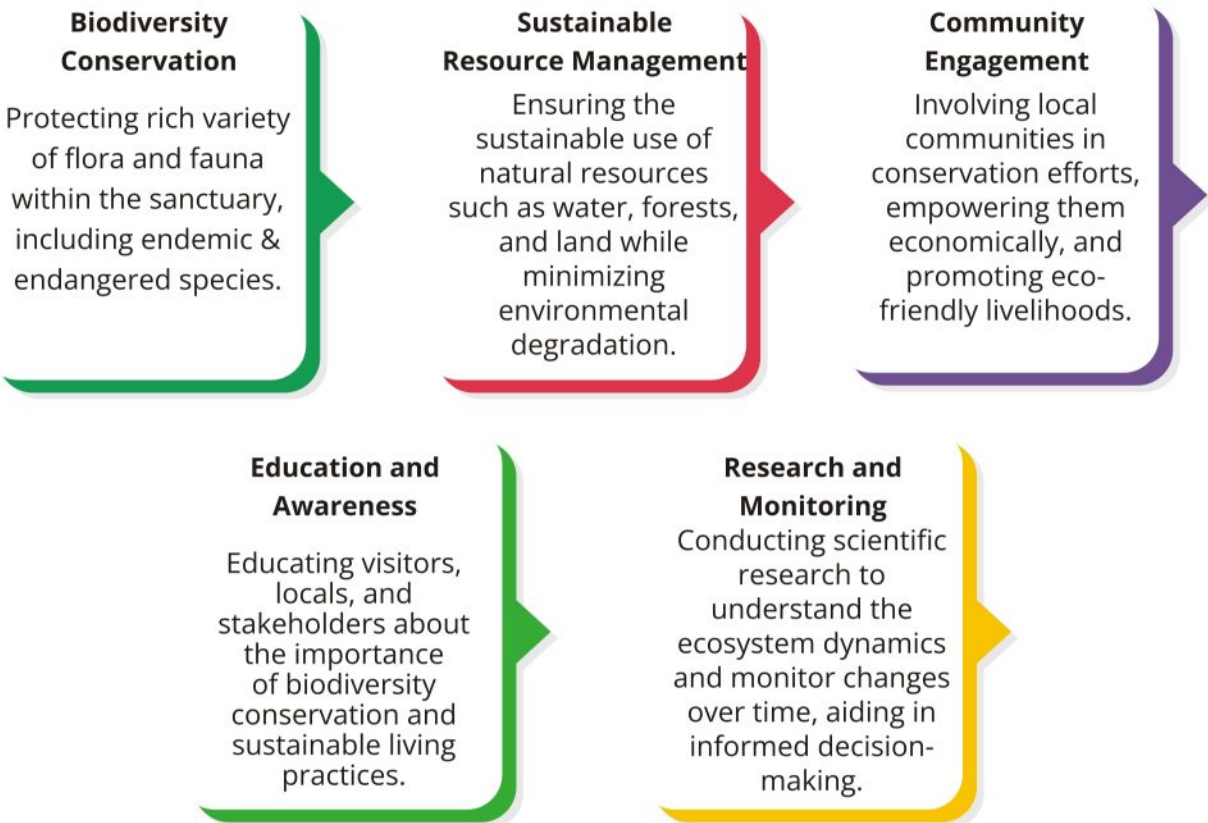 Biodiversity
Conservation
Protecting rich variety
of flora and fauna
within the sanctuary,
including endemic &
endangered species.
Sustainable
Resource Management
Ensuring the
sustainable use of
natural resources
such as water, forests,
and land while
minimizing
environmental
degradation.
Community
Engagement
Involving local
communities in
conservation efforts,
empowering them
economically, and
promoting eco-
friendly livelihoods.
Education and
Awareness
Educating visitors,
locals, and
stakeholders about
the importance
of biodiversity
conservation and
sustainable living
practices.
Research and
Monitoring
Conducting scientific
research to
understand the
ecosystem dynamics
and monitor changes
over time, aiding in
informed decision-
making.